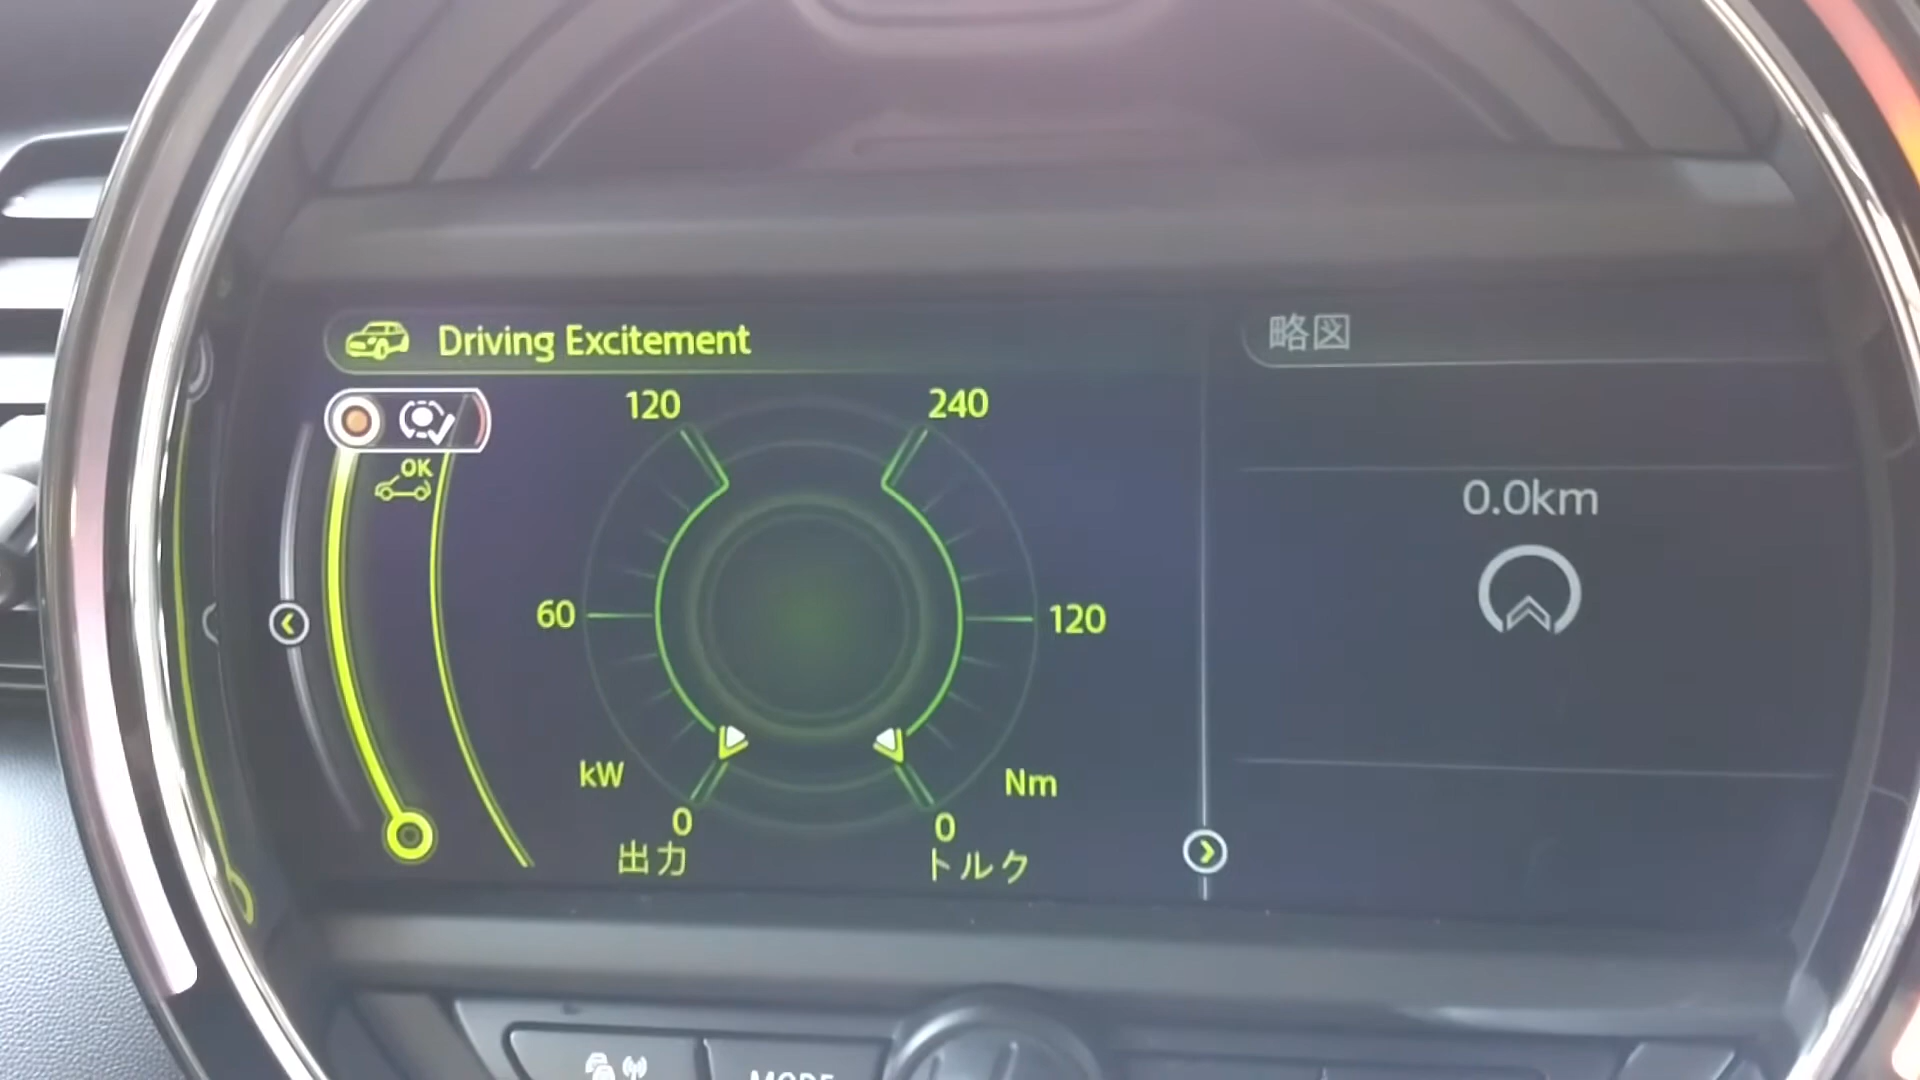 Driving Excitement
略図
120
240
OK
0.0km
60
120
kW
Nm
0
0
出力
トルク
MODE